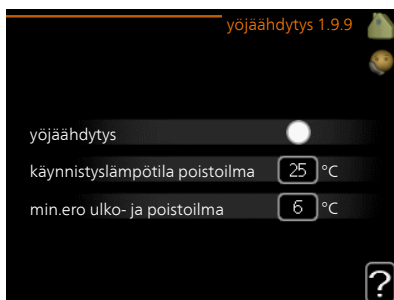 yöjäähdytys 1.9.9
yöjäähdytys
käynnistyslämpötila poistoilma 25 °C
min.ero ulko- ja poistoilma 6 °C
?